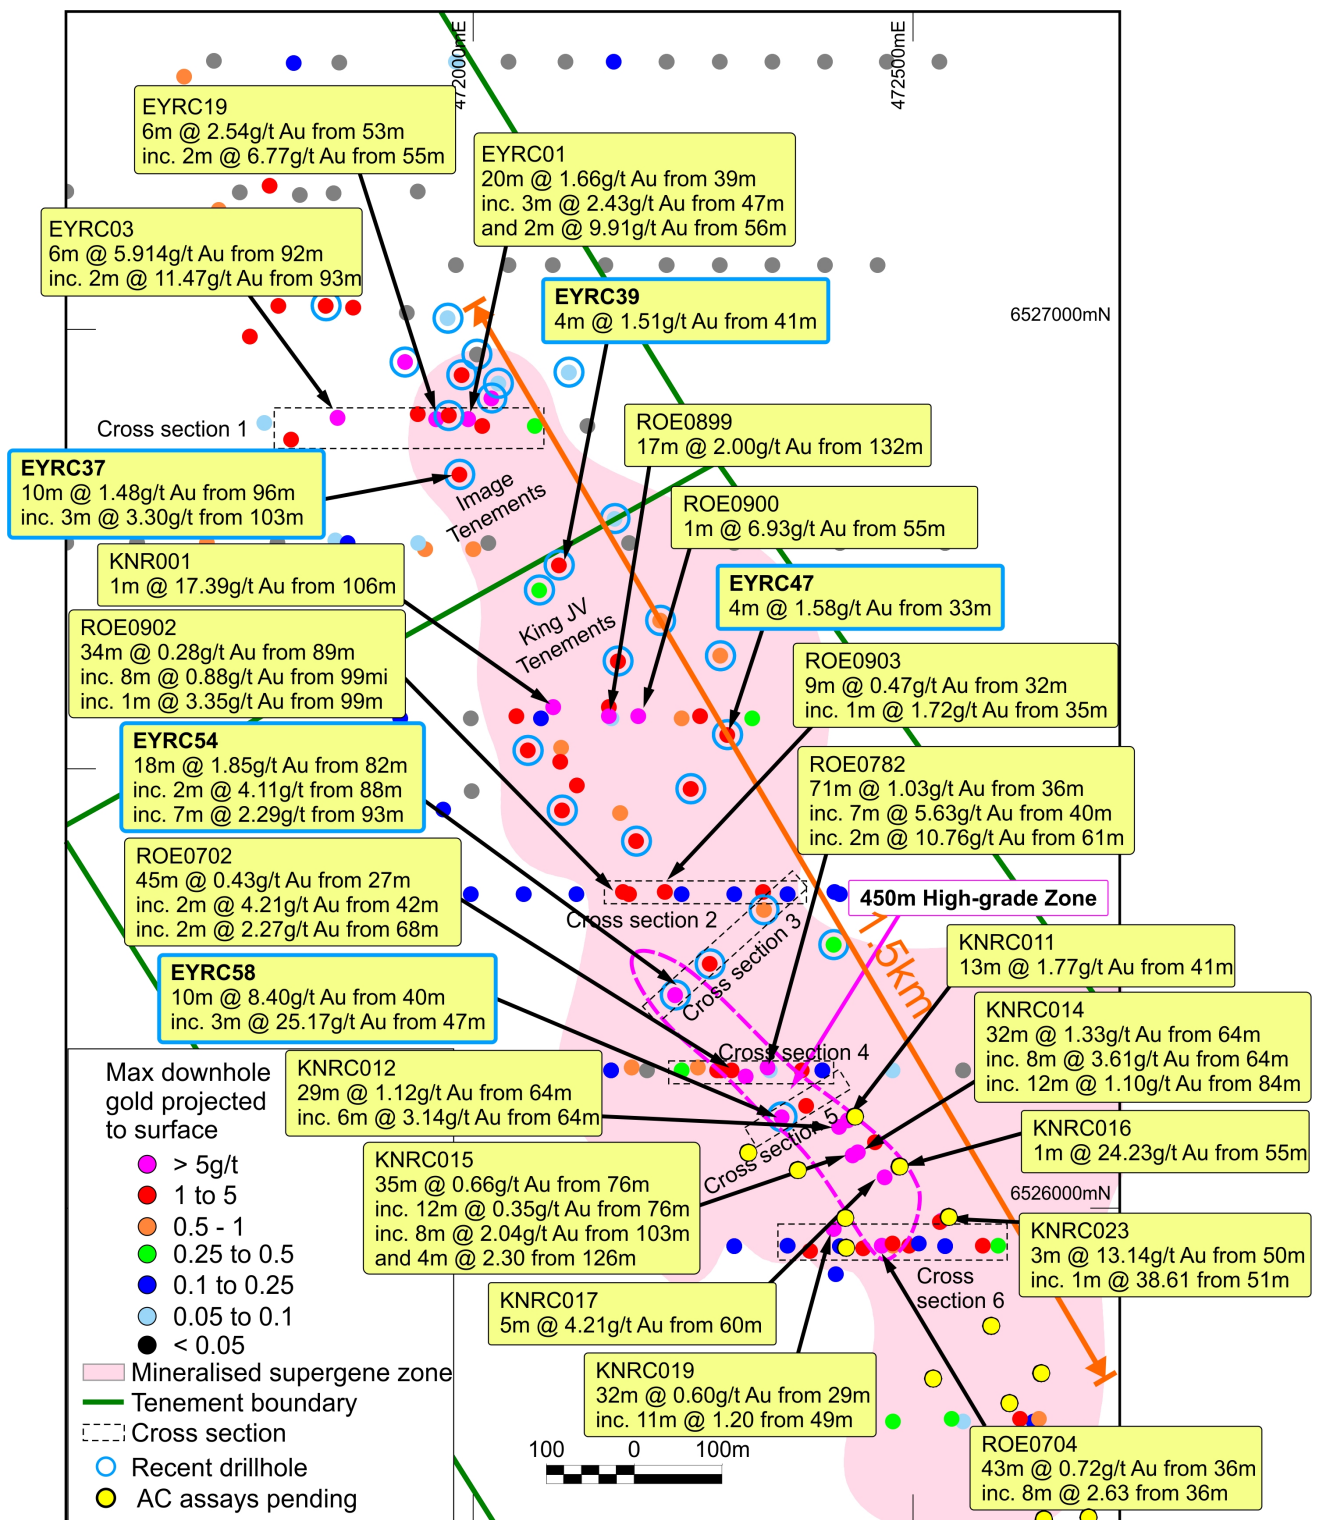 472000mE
472500mE
EYRC19
6m @ 2.54g/t Au from 53m
inc. 2m @ 6.77g/t Au from 55m
EYRC01
20m @ 1.66g/t Au from 39m
inc. 3m @ 2.43g/t Au from 47m
and 2m @ 9.91g/t Au from 56m
EYRC03
6m @ 5.914g/t Au from 92m
inc. 2m @ 11.47g/t Au from 93m
EYRC39
4m @ 1.51g/t Au from 41m
6527000mN
Cross section 1
ROE0899
17m @ 2.00g/t Au from 132m
EYRC37
10m @ 1.48g/t Au from 96m
inc. 3m @ 3.30g/t from 103m
Image
Tenements
ROE0900
1m @ 6.93g/t Au from 55m
KNR001
1m @ 17.39g/t Au from 106m
EYRC47
4m @ 1.58g/t Au from 33m
King JV
Tenements
ROE0902
34m @ 0.28g/t Au from 89m
inc. 8m @ 0.88g/t Au from 99mi
inc. 1m @ 3.35g/t Au from 99m
ROE0903
9m @ 0.47g/t Au from 32m
inc. 1m @ 1.72g/t Au from 35m
EYRC54
18m @ 1.85g/t Au from 82m
inc. 2m @ 4.11g/t Au from 88m
inc. 7m @ 2.29g/t from 93m
ROE0782
71m @ 1.03g/t Au from 36m
inc. 7m @ 5.63g/t Au from 40m
inc. 2m @ 10.76g/t Au from 61m
ROE0702
45m @ 0.43g/t Au from 27m
inc. 2m @ 4.21g/t Au from 42m
inc. 2m @ 2.27g/t from 68m
450m High-grade Zone
Cross section 2
Cross section 3
1.5km
KNRC011
13m @ 1.77g/t Au from 41m
EYRC58
10m @ 8.40g/t Au from 40m
inc. 3m @ 25.17g/t Au from 47m
KNRC014
32m @ 1.33g/t Au from 64m
inc. 8m @ 3.61g/t Au from 64m
inc. 12m @ 1.10g/t Au from 84m
Cross section 4
KNRC012
29m @ 1.12g/t Au from 64m
inc. 6m @ 3.14g/t Au from 64m
Cross section 5
KNRC016
1m @ 24.23g/t Au from 55m
KNRC015
35m @ 0.66g/t Au from 76m
inc. 12m @ 0.35g/t Au from 76m
inc. 8m @ 2.04g/t Au from 103m
and 4m @ 2.30 from 126m
6526000mN
KNRC023
3m @ 13.14g/t Au from 50m
inc. 1m @ 38.61 from 51m
Cross
section 6
KNRC017
5m @ 4.21g/t Au from 60m
KNRC019
32m @ 0.60g/t Au from 29m
inc. 11m @ 1.20 from 49m
ROE0704
43m @ 0.72g/t Au from 36m
inc. 8m @ 2.63 from 36m
Max downhole
gold projected
to surface
> 5g/t
1 to 5
0.5 - 1
0.25 to 0.5
0.1 to 0.25
0.05 to 0.1
< 0.05
Mineralised supergene zone
Tenement boundary
Cross section
Recent drillhole
AC assays pending
100 0 100m